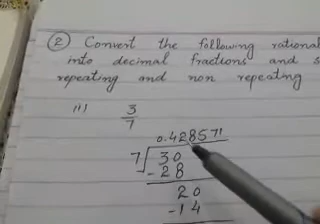 ② Convert the following rational
into decimal fractions and s
repeating and non repeating
iii) 3/7
0.428571
7 30
- 28
20
- 14